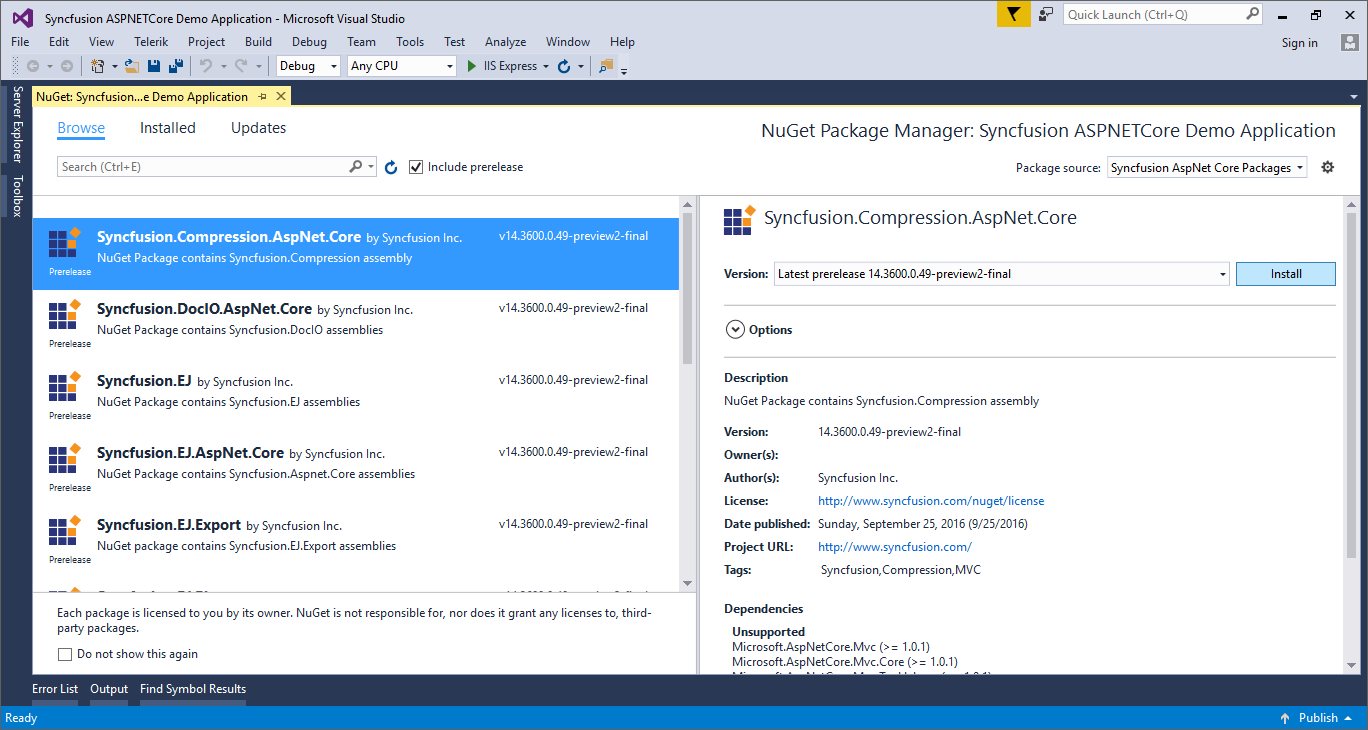 Syncfusion ASPNETCore Demo Application - Microsoft Visual Studio
Quick Launch (Ctrl+Q)
File Edit View Telerik Project Build Debug Team Tools Test Analyze Window Help
Sign in
Debug Any CPU IIS Express
Server Explorer
Toolbox
NuGet: Syncfusion...e Demo Application
Browse Installed Updates
NuGet Package Manager: Syncfusion ASPNETCore Demo Application
Search (Ctrl+E)
Include prerelease
Package source: Syncfusion AspNet Core Packages
Syncfusion.Compression.AspNet.Core by Syncfusion Inc. v14.3600.0.49-preview2-final
NuGet Package contains Syncfusion.Compression assembly
Prerelease
Syncfusion.DocIO.AspNet.Core by Syncfusion Inc. v14.3600.0.49-preview2-final
NuGet Package contains Syncfusion.DocIO assemblies
Prerelease
Syncfusion.EJ by Syncfusion Inc. v14.3600.0.49-preview2-final
NuGet Package contains Syncfusion.EJ assemblies
Prerelease
Syncfusion.EJ.AspNet.Core by Syncfusion Inc. v14.3600.0.49-preview2-final
NuGet Package contains Syncfusion.Aspnet.Core assemblies
Prerelease
Syncfusion.EJ.Export by Syncfusion Inc. v14.3600.0.49-preview2-final
NuGet package contains Syncfusion.EJ.Export assemblies
Prerelease
Each package is licensed to you by its owner. NuGet is not responsible for, nor does it grant any licenses to, third-
party packages.
Do not show this again
Syncfusion.Compression.AspNet.Core
Version: Latest prerelease 14.3600.0.49-preview2-final Install
Options
Description
NuGet Package contains Syncfusion.Compression assembly
Version: 14.3600.0.49-preview2-final
Owner(s):
Author(s): Syncfusion Inc.
License: http://www.syncfusion.com/nuget/license
Date published: Sunday, September 25, 2016 (9/25/2016)
Project URL: http://www.syncfusion.com/
Tags: Syncfusion,Compression,MVC
Dependencies
Unsupported
Microsoft.AspNetCore.Mvc (>= 1.0.1)
Microsoft.AspNetCore.Mvc.Core (>= 1.0.1)
Error List Output Find Symbol Results
Ready
Publish